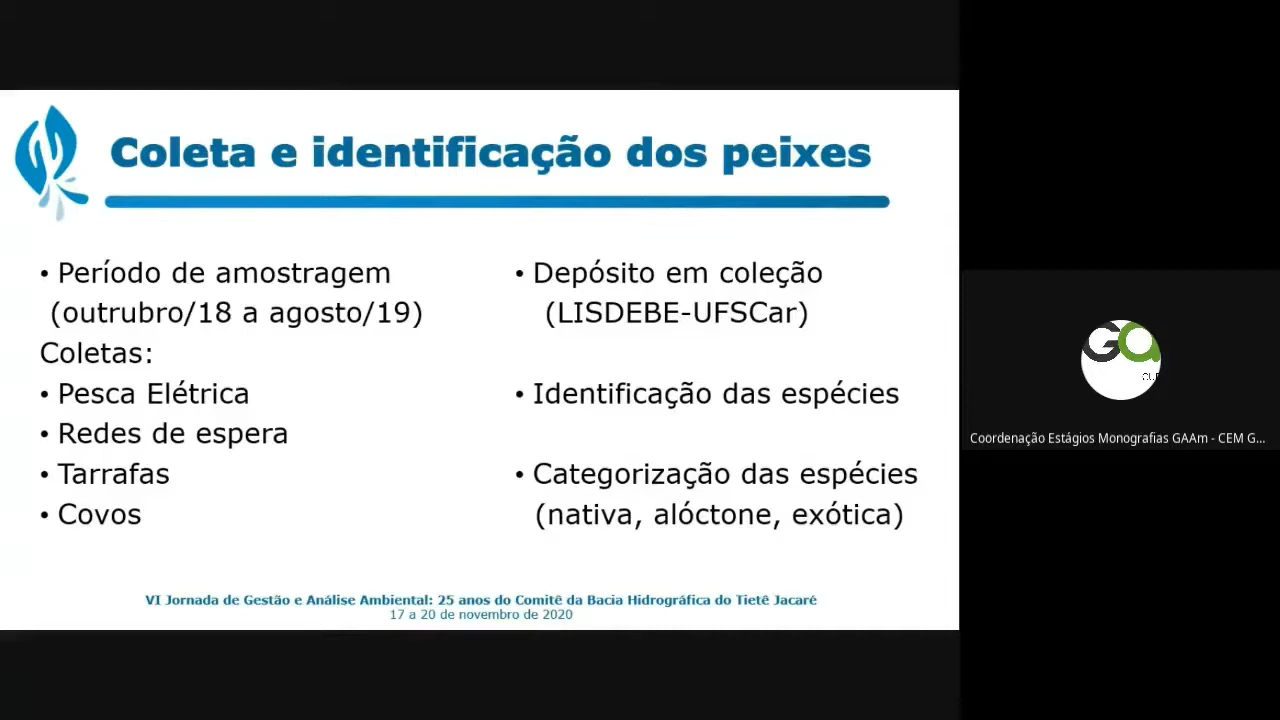 Coleta e identificação dos peixes
• Período de amostragem
(outrubro/18 a agosto/19)
Coletas:
• Pesca Elétrica
• Redes de espera
• Tarrafas
• Covos
• Depósito em coleção
(LISDEBE-UFSCar)
• Identificação das espécies
• Categorização das espécies
(nativa, alóctone, exótica)
VI Jornada de Gestão e Análise Ambiental: 25 anos do Comitê da Bacia Hidrográfica do Tietê Jacaré
17 a 20 de novembro de 2020
Ga
Coordenação Estágios Monografias GAAm - CEM G...